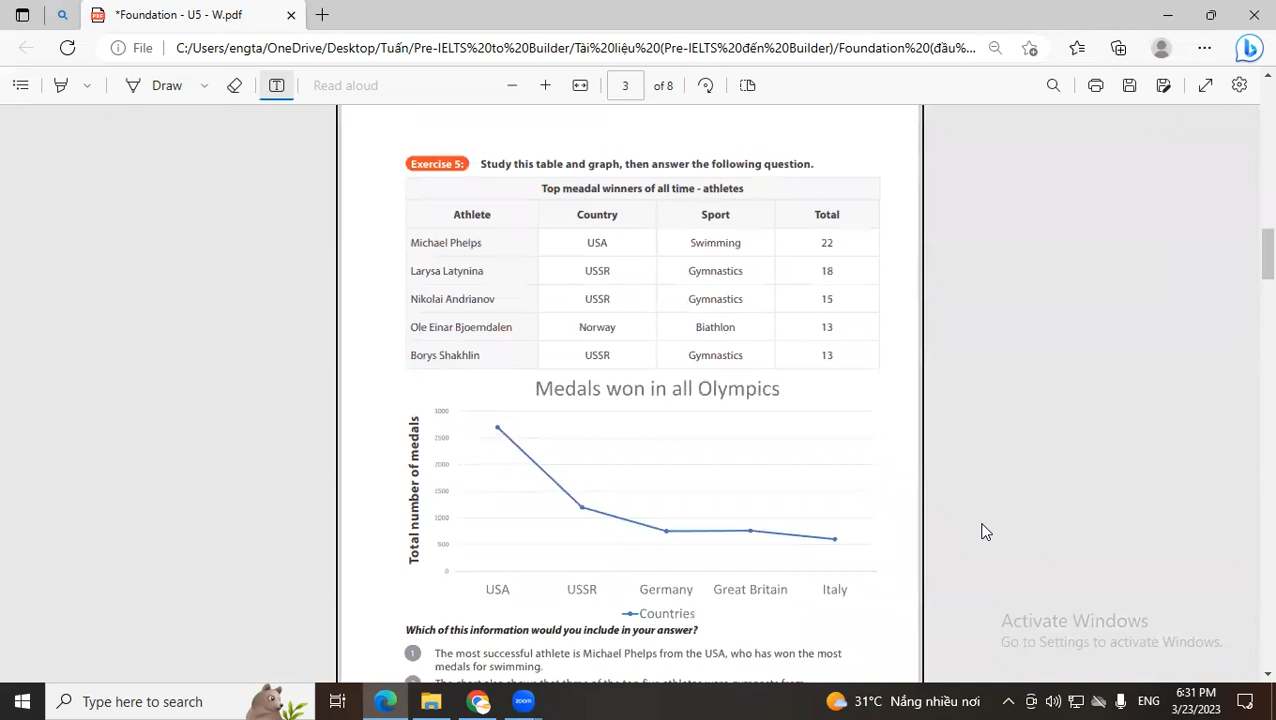 *Foundation - U5 - W.pdf
File
C:/Users/engta/OneDrive/Desktop/Tuấn/Pre-IELTS%20to%20Builder/Tài%20liệu%20(Pre-IELTS%20đến%20Builder)/Foundation%20(đầu%...
Draw
Read aloud
3 of 8
Exercise 5: Study this table and graph, then answer the following question.
Top meadal winners of all time - athletes
Athlete Country Sport Total
Michael Phelps USA Swimming 22
Larysa Latynina USSR Gymnastics 18
Nikolai Andrianov USSR Gymnastics 15
Ole Einar Bjoerndalen Norway Biathlon 13
Borys Shakhlin USSR Gymnastics 13
Medals won in all Olympics
Total number of medals
3000
2500
2000
1500
1000
500
0
USA USSR Germany Great Britain Italy
Countries
Which of this information would you include in your answer?
1 The most successful athlete is Michael Phelps from the USA, who has won the most
medals for swimming.
Activate Windows
Go to Settings to activate Windows.
Type here to search
zoom
31°C Nắng nhiều nơi
ENG
6:31 PM
3/23/2023